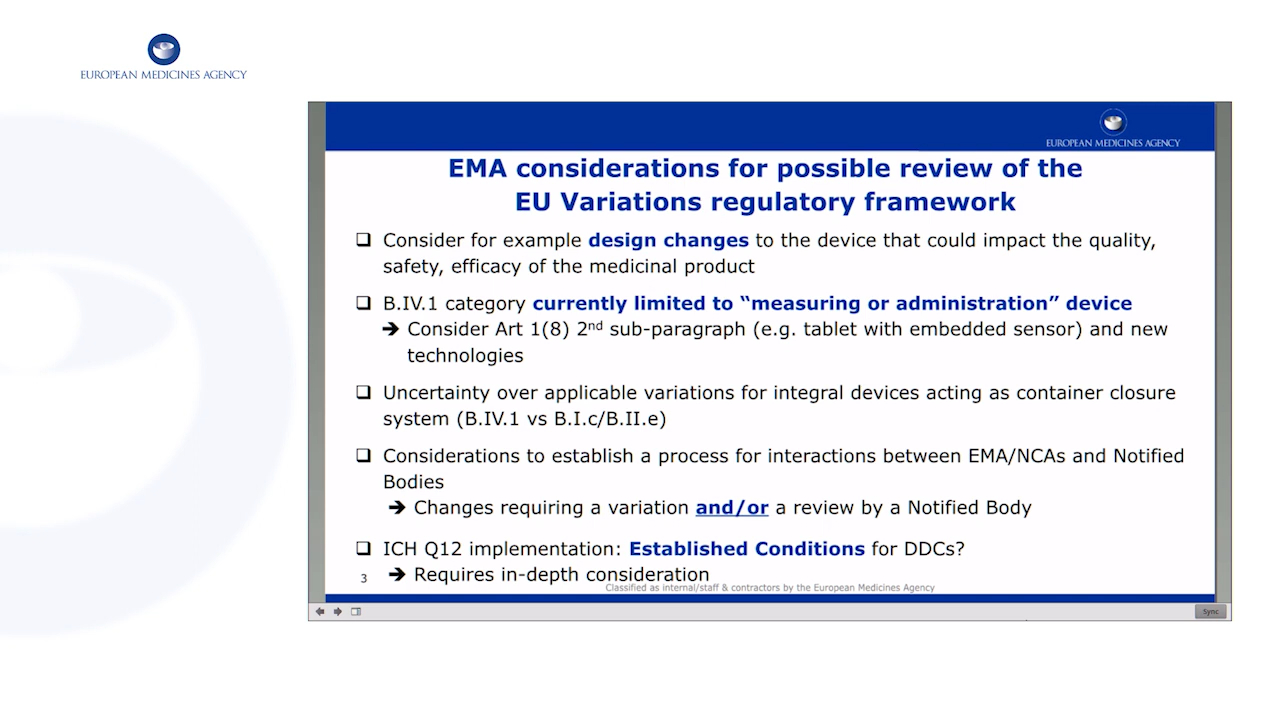 EUROPEAN MEDICINES AGENCY
EUROPEAN MEDICINES AGENCY
EMA considerations for possible review of the
EU Variations regulatory framework
❑ Consider for example design changes to the device that could impact the quality,
safety, efficacy of the medicinal product
❑ B.IV.1 category currently limited to “measuring or administration” device
➔ Consider Art 1(8) 2nd sub-paragraph (e.g. tablet with embedded sensor) and new
technologies
❑ Uncertainty over applicable variations for integral devices acting as container closure
system (B.IV.1 vs B.I.c/B.II.e)
❑ Considerations to establish a process for interactions between EMA/NCAs and Notified
Bodies
➔ Changes requiring a variation and/or a review by a Notified Body
❑ ICH Q12 implementation: Established Conditions for DDCs?
➔ Requires in-depth consideration
3
Classified as internal/staff & contractors by the European Medicines Agency
Sync